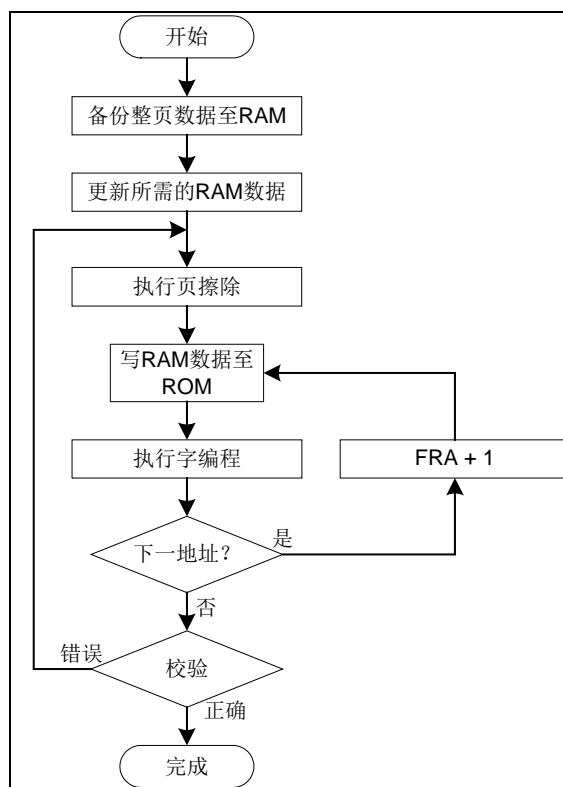 开始
备份整页数据至RAM
更新所需的RAM数据
执行页擦除
写RAM数据至
ROM
执行字编程
FRA + 1
下一地址?
是
否
错误
校验
正确
完成